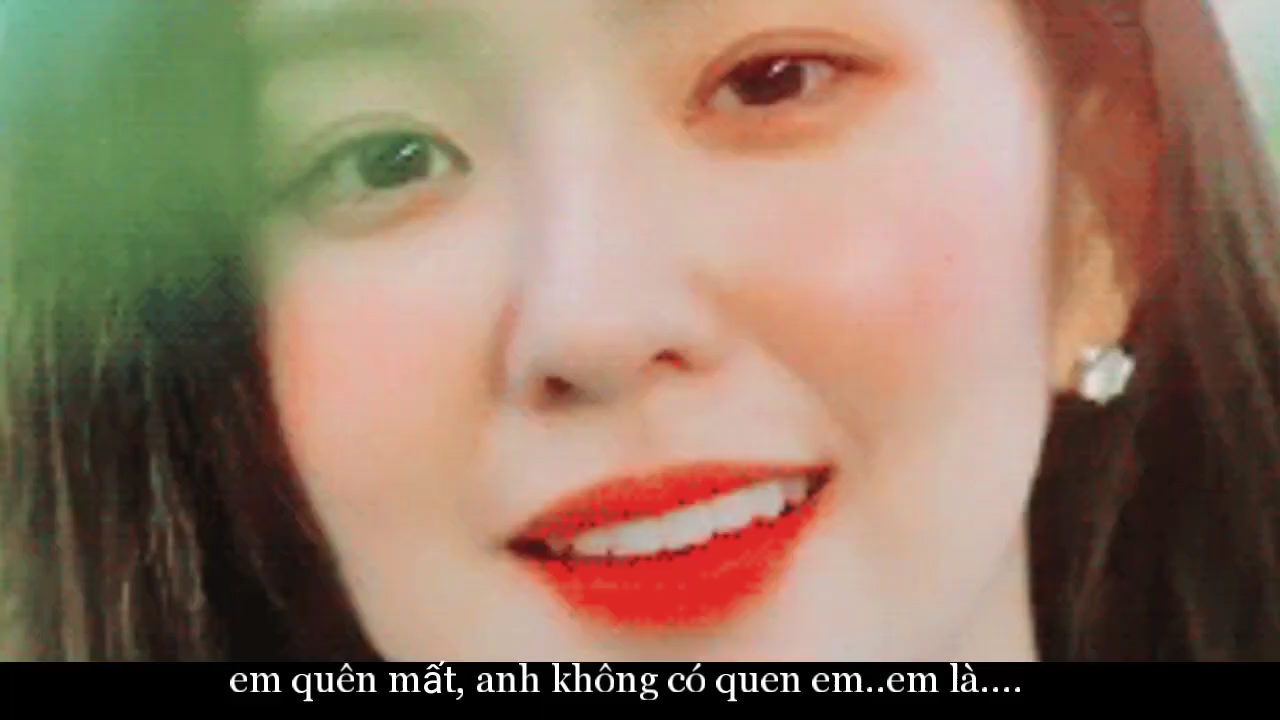 em quên mất, anh không có quen em..em là....